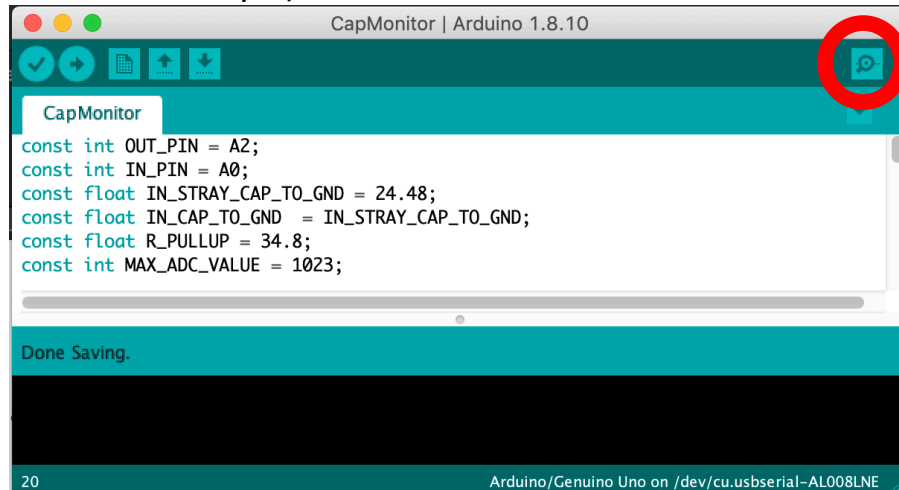 CapMonitor | Arduino 1.8.10
CapMonitor
const int OUT_PIN = A2;
const int IN_PIN = A0;
const float IN_STRAY_CAP_TO_GND = 24.48;
const float IN_CAP_TO_GND  = IN_STRAY_CAP_TO_GND;
const float R_PULLUP = 34.8;
const int MAX_ADC_VALUE = 1023;
Done Saving.
20 Arduino/Genuino Uno on /dev/cu.usbserial-AL008LNE